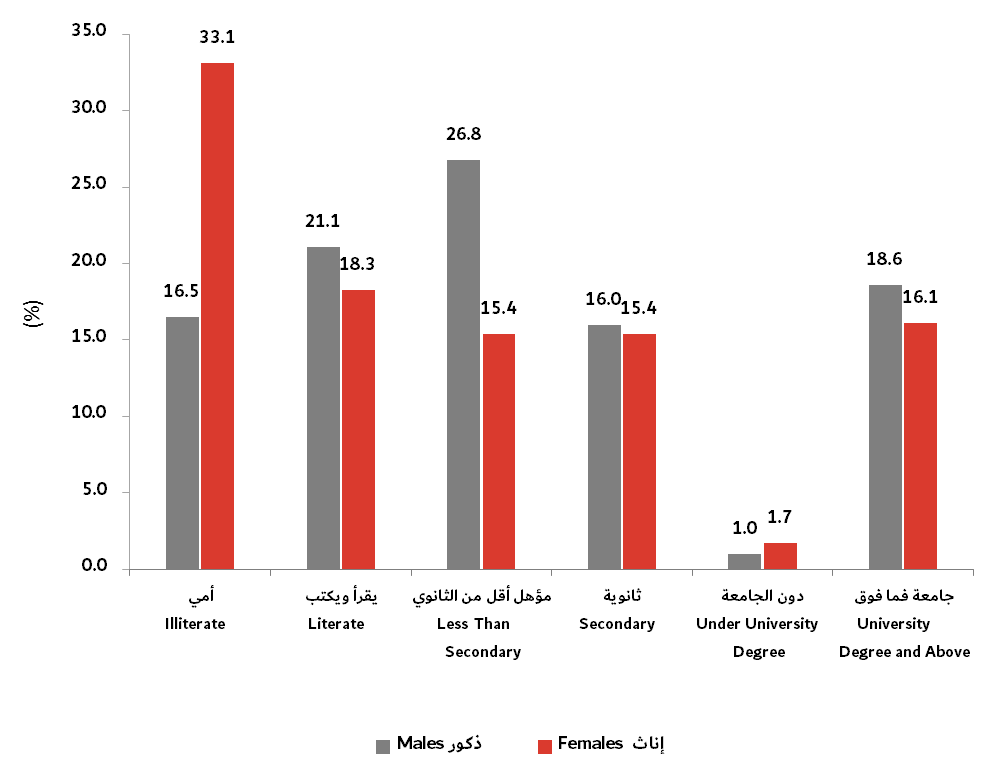 35.0
30.0
25.0
20.0
15.0
10.0
5.0
0.0
(%)
16.5
33.1
21.1
18.3
26.8
15.4
16.0
15.4
1.0
1.7
18.6
16.1
أمي
Illiterate
يقرأ ويكتب
Literate
مؤهل أقل من الثانوي
Less Than
Secondary
ثانوية
Secondary
دون الجامعة
Under University
Degree
جامعة فما فوق
University
Degree and Above
Males ذكور
Females إناث